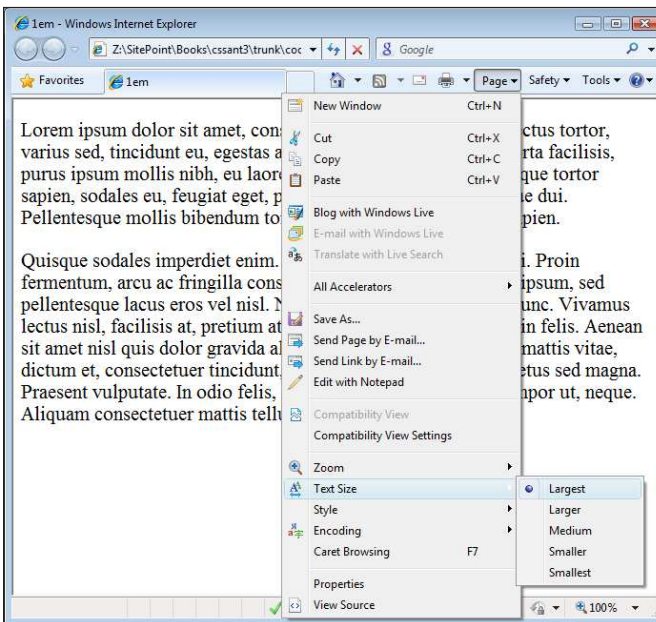 1em - Windows Internet Explorer
Z:\SitePoint\Books\cssant3\trunk\coc
Google
Favorites
1em
Page
Safety
Tools
Lorem ipsum dolor sit amet, con
ctus tortor,
varius sed, tincidunt eu, egestas a
rta facilisis,
purus ipsum mollis nibh, eu laor
que tortor
sapien, sodales eu, feugiat eget, p
e dui.
Pellentesque mollis bibendum to
pien.
Quisque sodales imperdiet enim.
i. Proin
fermentum, arcu ac fringilla cons
ipsum, sed
pellentesque lacus eros vel nisl. N
unc. Vivamus
lectus nisl, facilisis at, pretium at
in felis. Aenean
sit amet nisl quis dolor gravida al
mattis vitae,
dictum et, consectetuer tincidunt,
etus sed magna.
Praesent vulputate. In odio felis,
npor ut, neque.
Aliquam consectetuer mattis tellu
New Window Ctrl+N
Cut Ctrl+X
Copy Ctrl+C
Paste Ctrl+V
Blog with Windows Live
E-mail with Windows Live
Translate with Live Search
All Accelerators
Save As...
Send Page by E-mail...
Send Link by E-mail...
Edit with Notepad
Compatibility View
Compatibility View Settings
Zoom
Text Size
Style
Encoding
Caret Browsing F7
Properties
View Source
Largest
Larger
Medium
Smaller
Smallest
100%